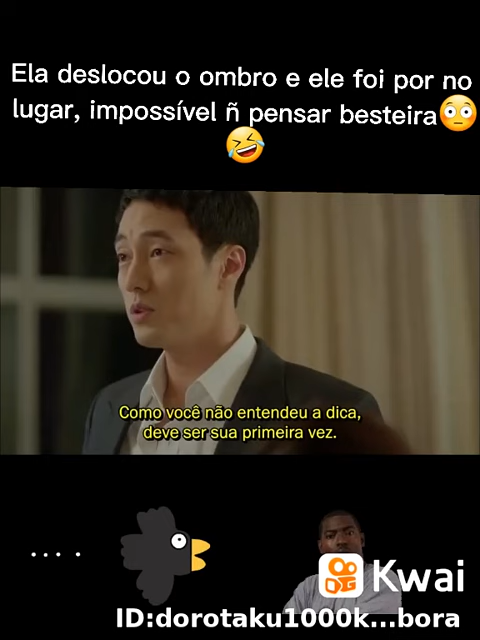 Ela deslocou o ombro e ele foi por no
lugar, impossível ñ pensar besteira😳
🤣
Como você não entendeu a dica,
deve ser sua primeira vez.
... .
Kwai
ID:dorotaku1000k...bora